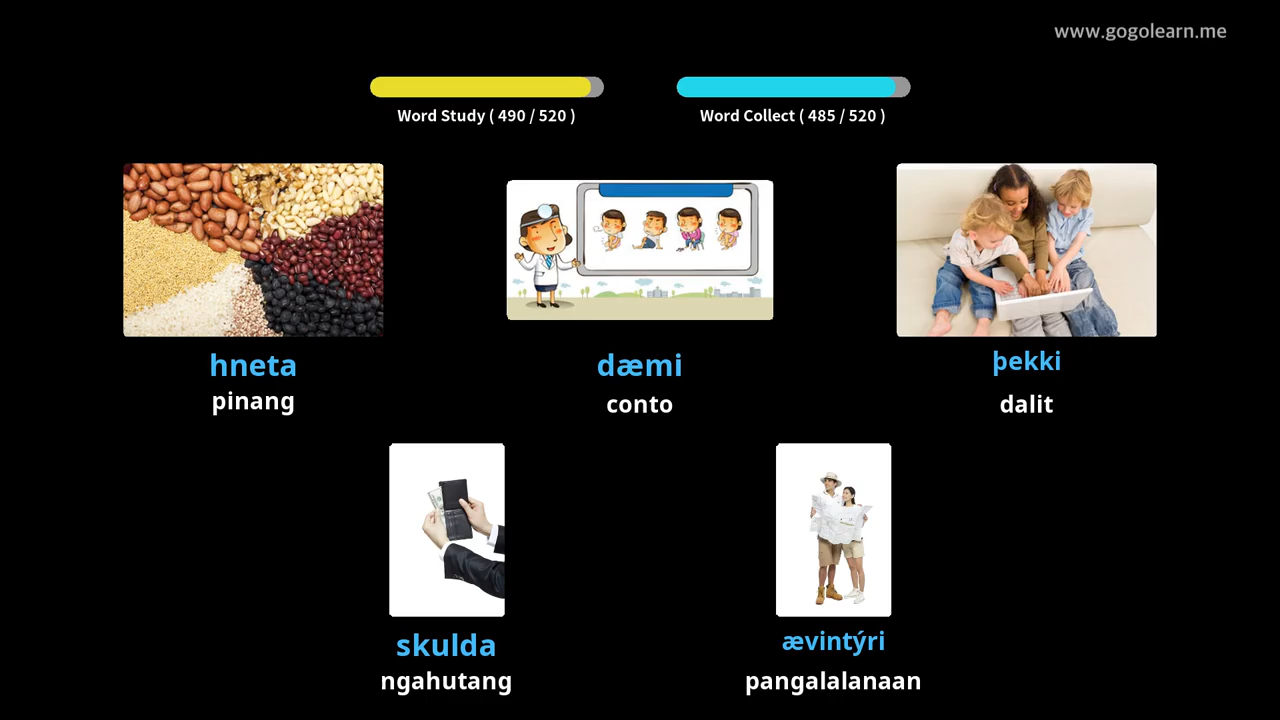 www.gogolearn.me
Word Study ( 490 / 520 )
Word Collect ( 485 / 520 )
hneta
pinang
dæmi
conto
þekki
dalit
skulda
ngahutang
ævintýri
pangalalanaan